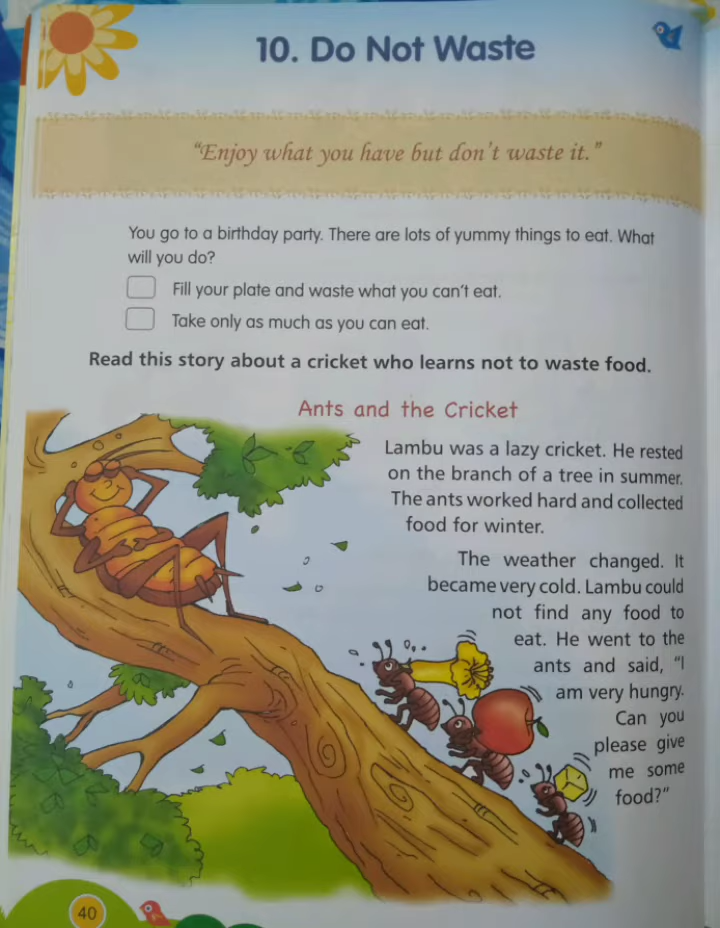 10. Do Not Waste
“Enjoy what you have but don’t waste it.”
You go to a birthday party. There are lots of yummy things to eat. What
will you do?
Fill your plate and waste what you can’t eat.
Take only as much as you can eat.
Read this story about a cricket who learns not to waste food.
Ants and the Cricket
Lambu was a lazy cricket. He rested
on the branch of a tree in summer.
The ants worked hard and collected
food for winter.
The weather changed. It
became very cold. Lambu could
not find any food to
eat. He went to the
ants and said, “I
am very hungry.
Can you
please give
me some
food?”
40